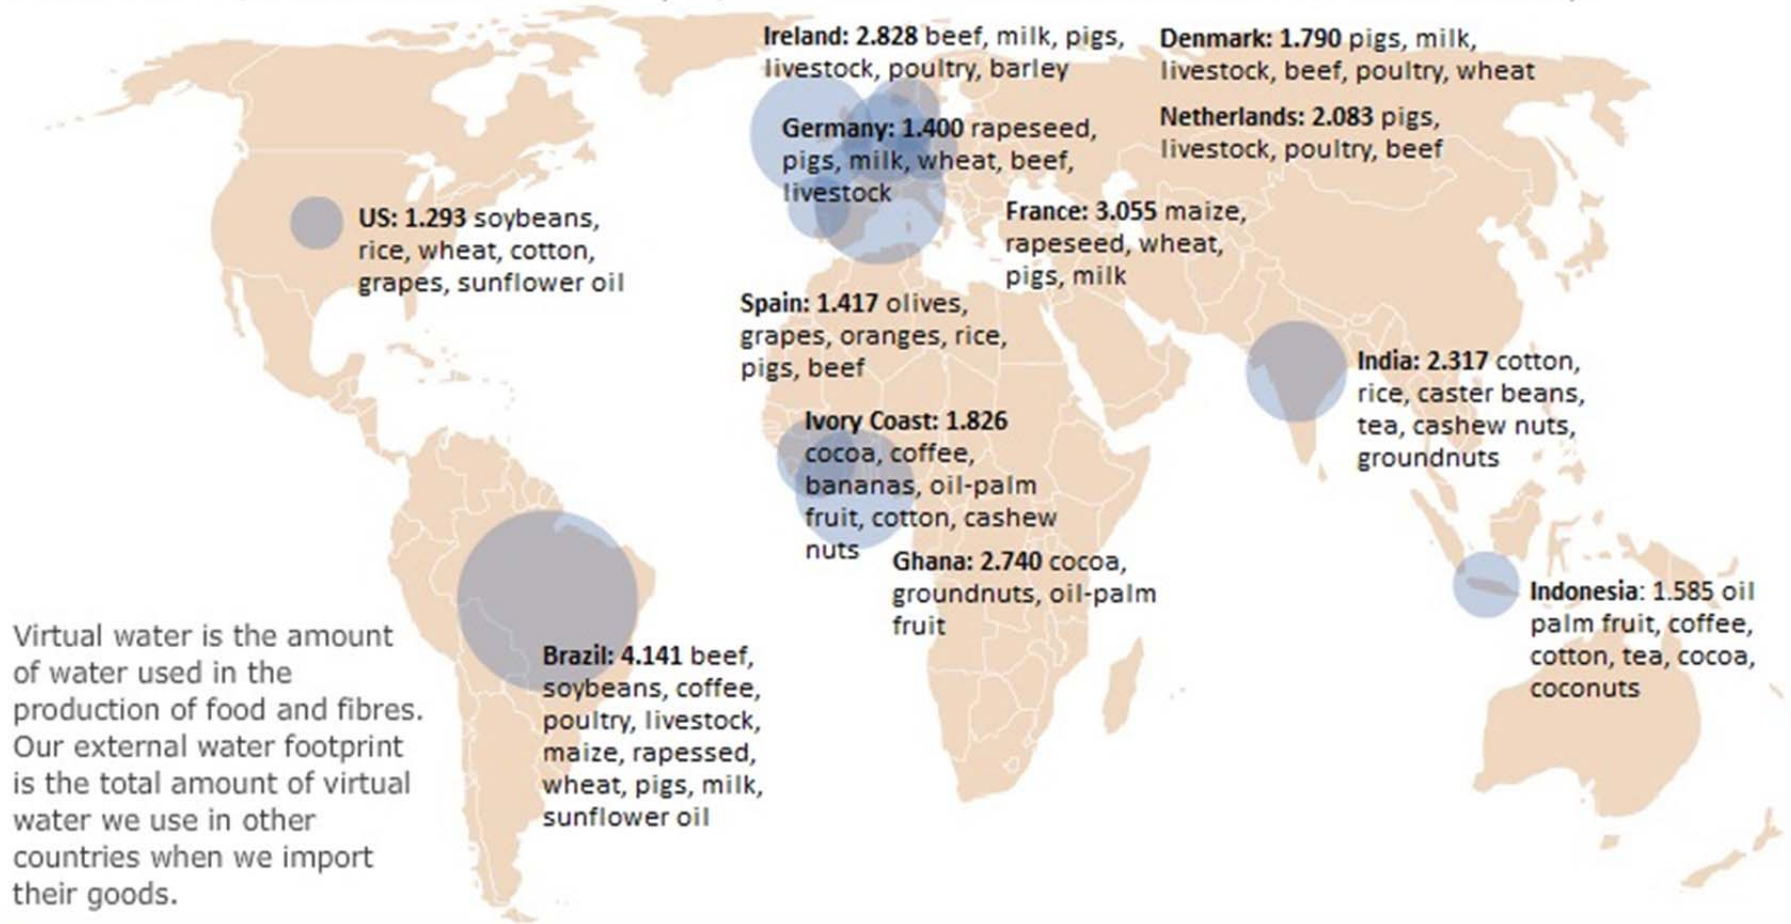 Ireland: 2.828 beef, milk, pigs,
livestock, poultry, barley
Denmark: 1.790 pigs, milk,
livestock, beef, poultry, wheat
Germany: 1.400 rapeseed,
pigs, milk, wheat, beef,
livestock
Netherlands: 2.083 pigs,
livestock, poultry, beef
US: 1.293 soybeans,
rice, wheat, cotton,
grapes, sunflower oil
France: 3.055 maize,
rapeseed, wheat,
pigs, milk
Spain: 1.417 olives,
grapes, oranges, rice,
pigs, beef
India: 2.317 cotton,
rice, caster beans,
tea, cashew nuts,
groundnuts
Ivory Coast: 1.826
cocoa, coffee,
bananas, oil-palm
fruit, cotton, cashew
nuts
Ghana: 2.740 cocoa,
groundnuts, oil-palm
fruit
Indonesia: 1.585 oil
palm fruit, coffee,
cotton, tea, cocoa,
coconuts
Brazil: 4.141 beef,
soybeans, coffee,
poultry, livestock,
maize, rapessed,
wheat, pigs, milk,
sunflower oil
Virtual water is the amount
of water used in the
production of food and fibres.
Our external water footprint
is the total amount of virtual
water we use in other
countries when we import
their goods.